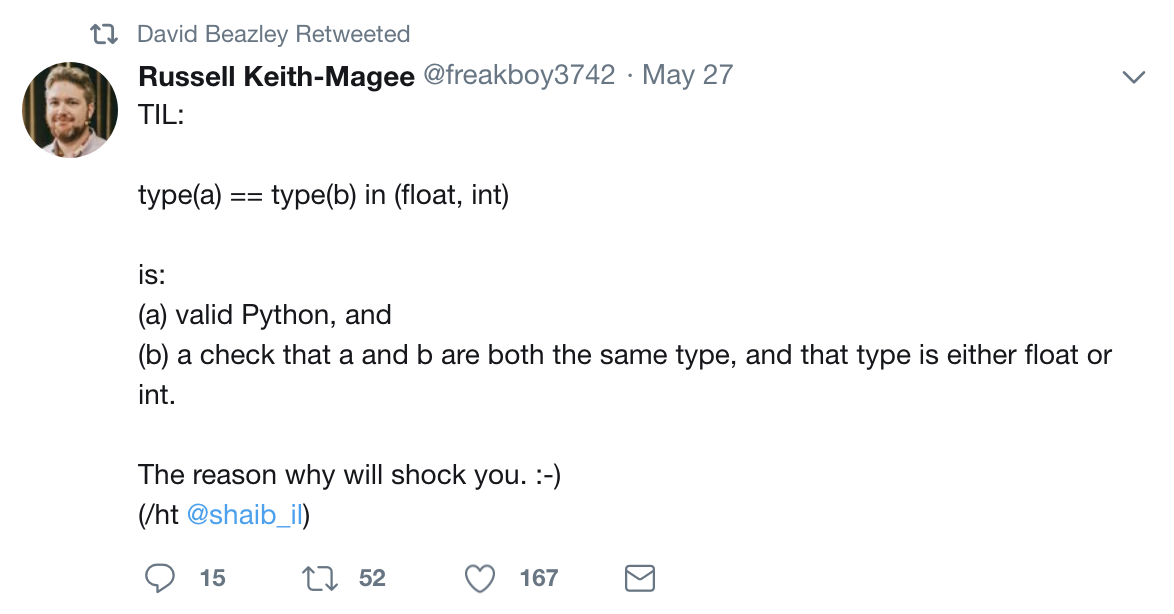 David Beazley Retweeted
Russell Keith-Magee @freakboy3742 · May 27
TIL:
type(a) == type(b) in (float, int)
is:
(a) valid Python, and
(b) a check that a and b are both the same type, and that type is either float or
int.
The reason why will shock you. :-)
(/ht @shaib_il)
15 52 167